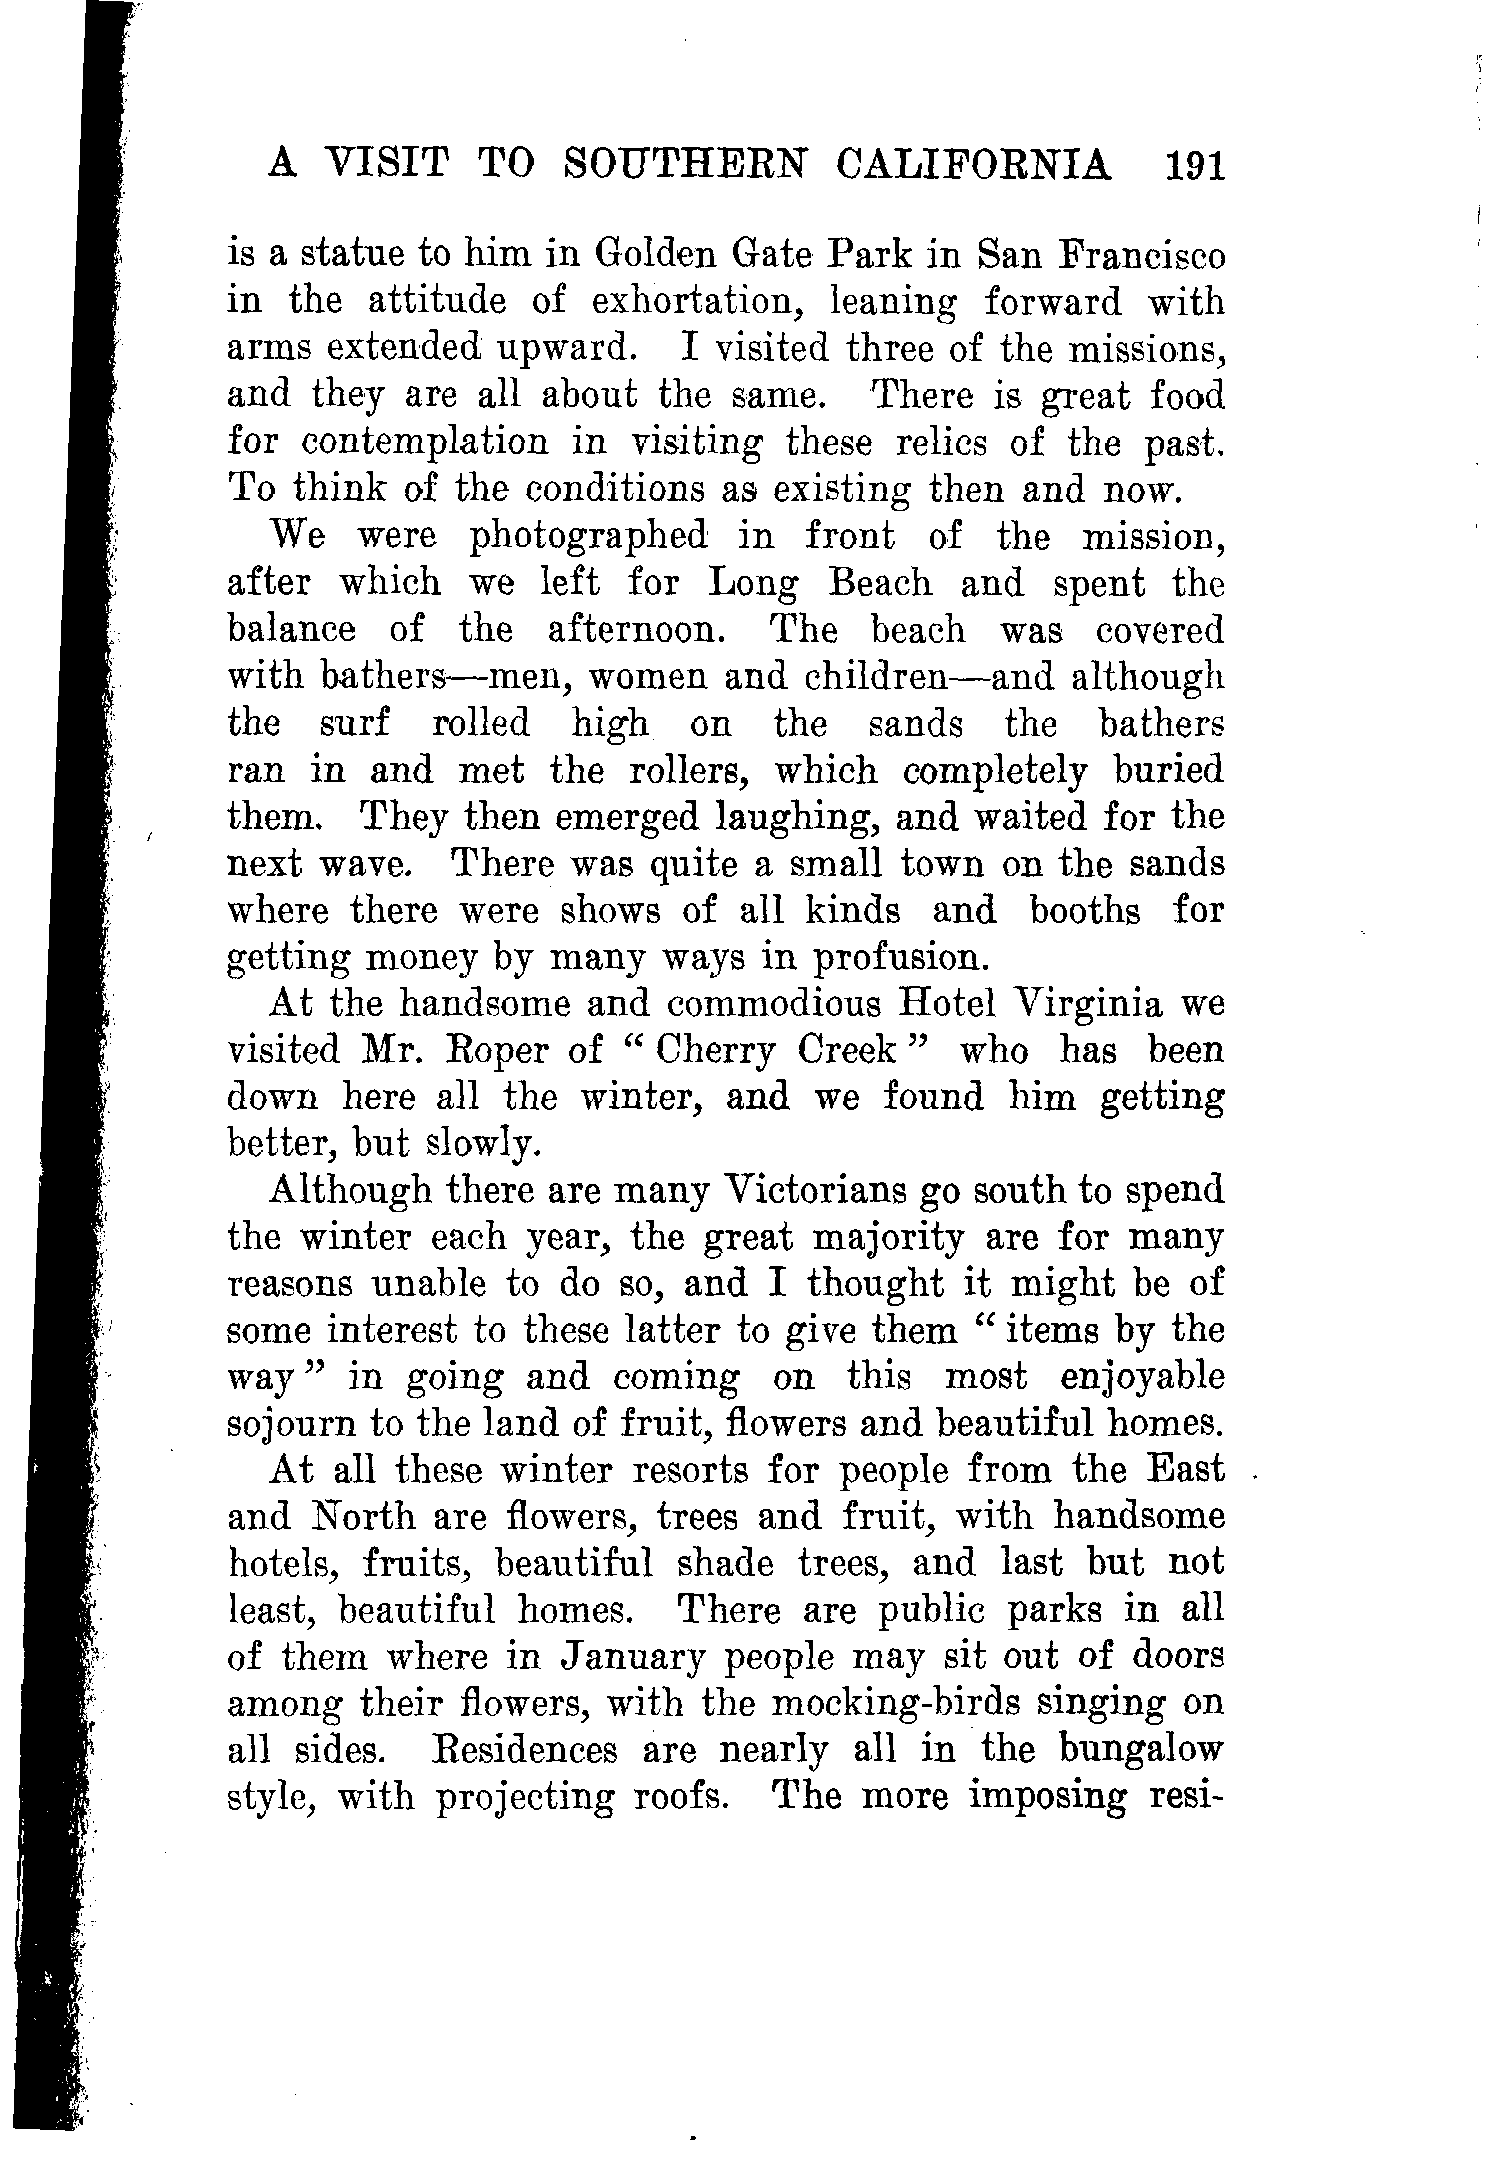 A VISIT TO SOUTHERN CALIFORNIA 191
is a statue to him in Golden Gate Park in San Francisco
in the attitude of exhortation, leaning forward with
arms extended upward. I visited three of the missions,
and they are all about the same. There is great food
for contemplation in visiting these relics of the past.
To think of the conditions as existing then and now.
We were photographed in front of the mission,
after which we left for Long Beach and spent the
balance of the afternoon. The beach was covered
with bathers—men, women and children—and although
the surf rolled high on the sands the bathers
ran in and met the rollers, which completely buried
them. They then emerged laughing, and waited for the
next wave. There was quite a small town on the sands
where there were shows of all kinds and booths for
getting money by many ways in profusion.
At the handsome and commodious Hotel Virginia we
visited Mr. Roper of “ Cherry Creek ” who has been
down here all the winter, and we found him getting
better, but slowly.
Although there are many Victorians go south to spend
the winter each year, the great majority are for many
reasons unable to do so, and I thought it might be of
some interest to these latter to give them “ items by the
way ” in going and coming on this most enjoyable
sojourn to the land of fruit, flowers and beautiful homes.
At all these winter resorts for people from the East
and North are flowers, trees and fruit, with handsome
hotels, fruits, beautiful shade trees, and last but not
least, beautiful homes. There are public parks in all
of them where in January people may sit out of doors
among their flowers, with the mocking-birds singing on
all sides. Residences are nearly all in the bungalow
style, with projecting roofs. The more imposing resi-